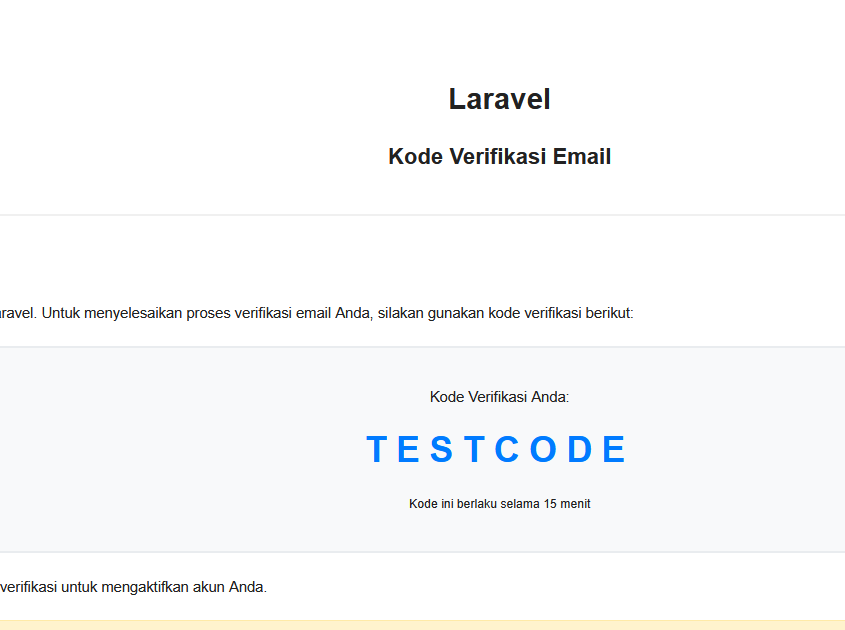 Laravel
Kode Verifikasi Email
Untuk menyelesaikan proses verifikasi email Anda, silakan gunakan kode verifikasi berikut:
Kode Verifikasi Anda:
TESTCODE
Kode ini berlaku selama 15 menit
verifikasi untuk mengaktifkan akun Anda.